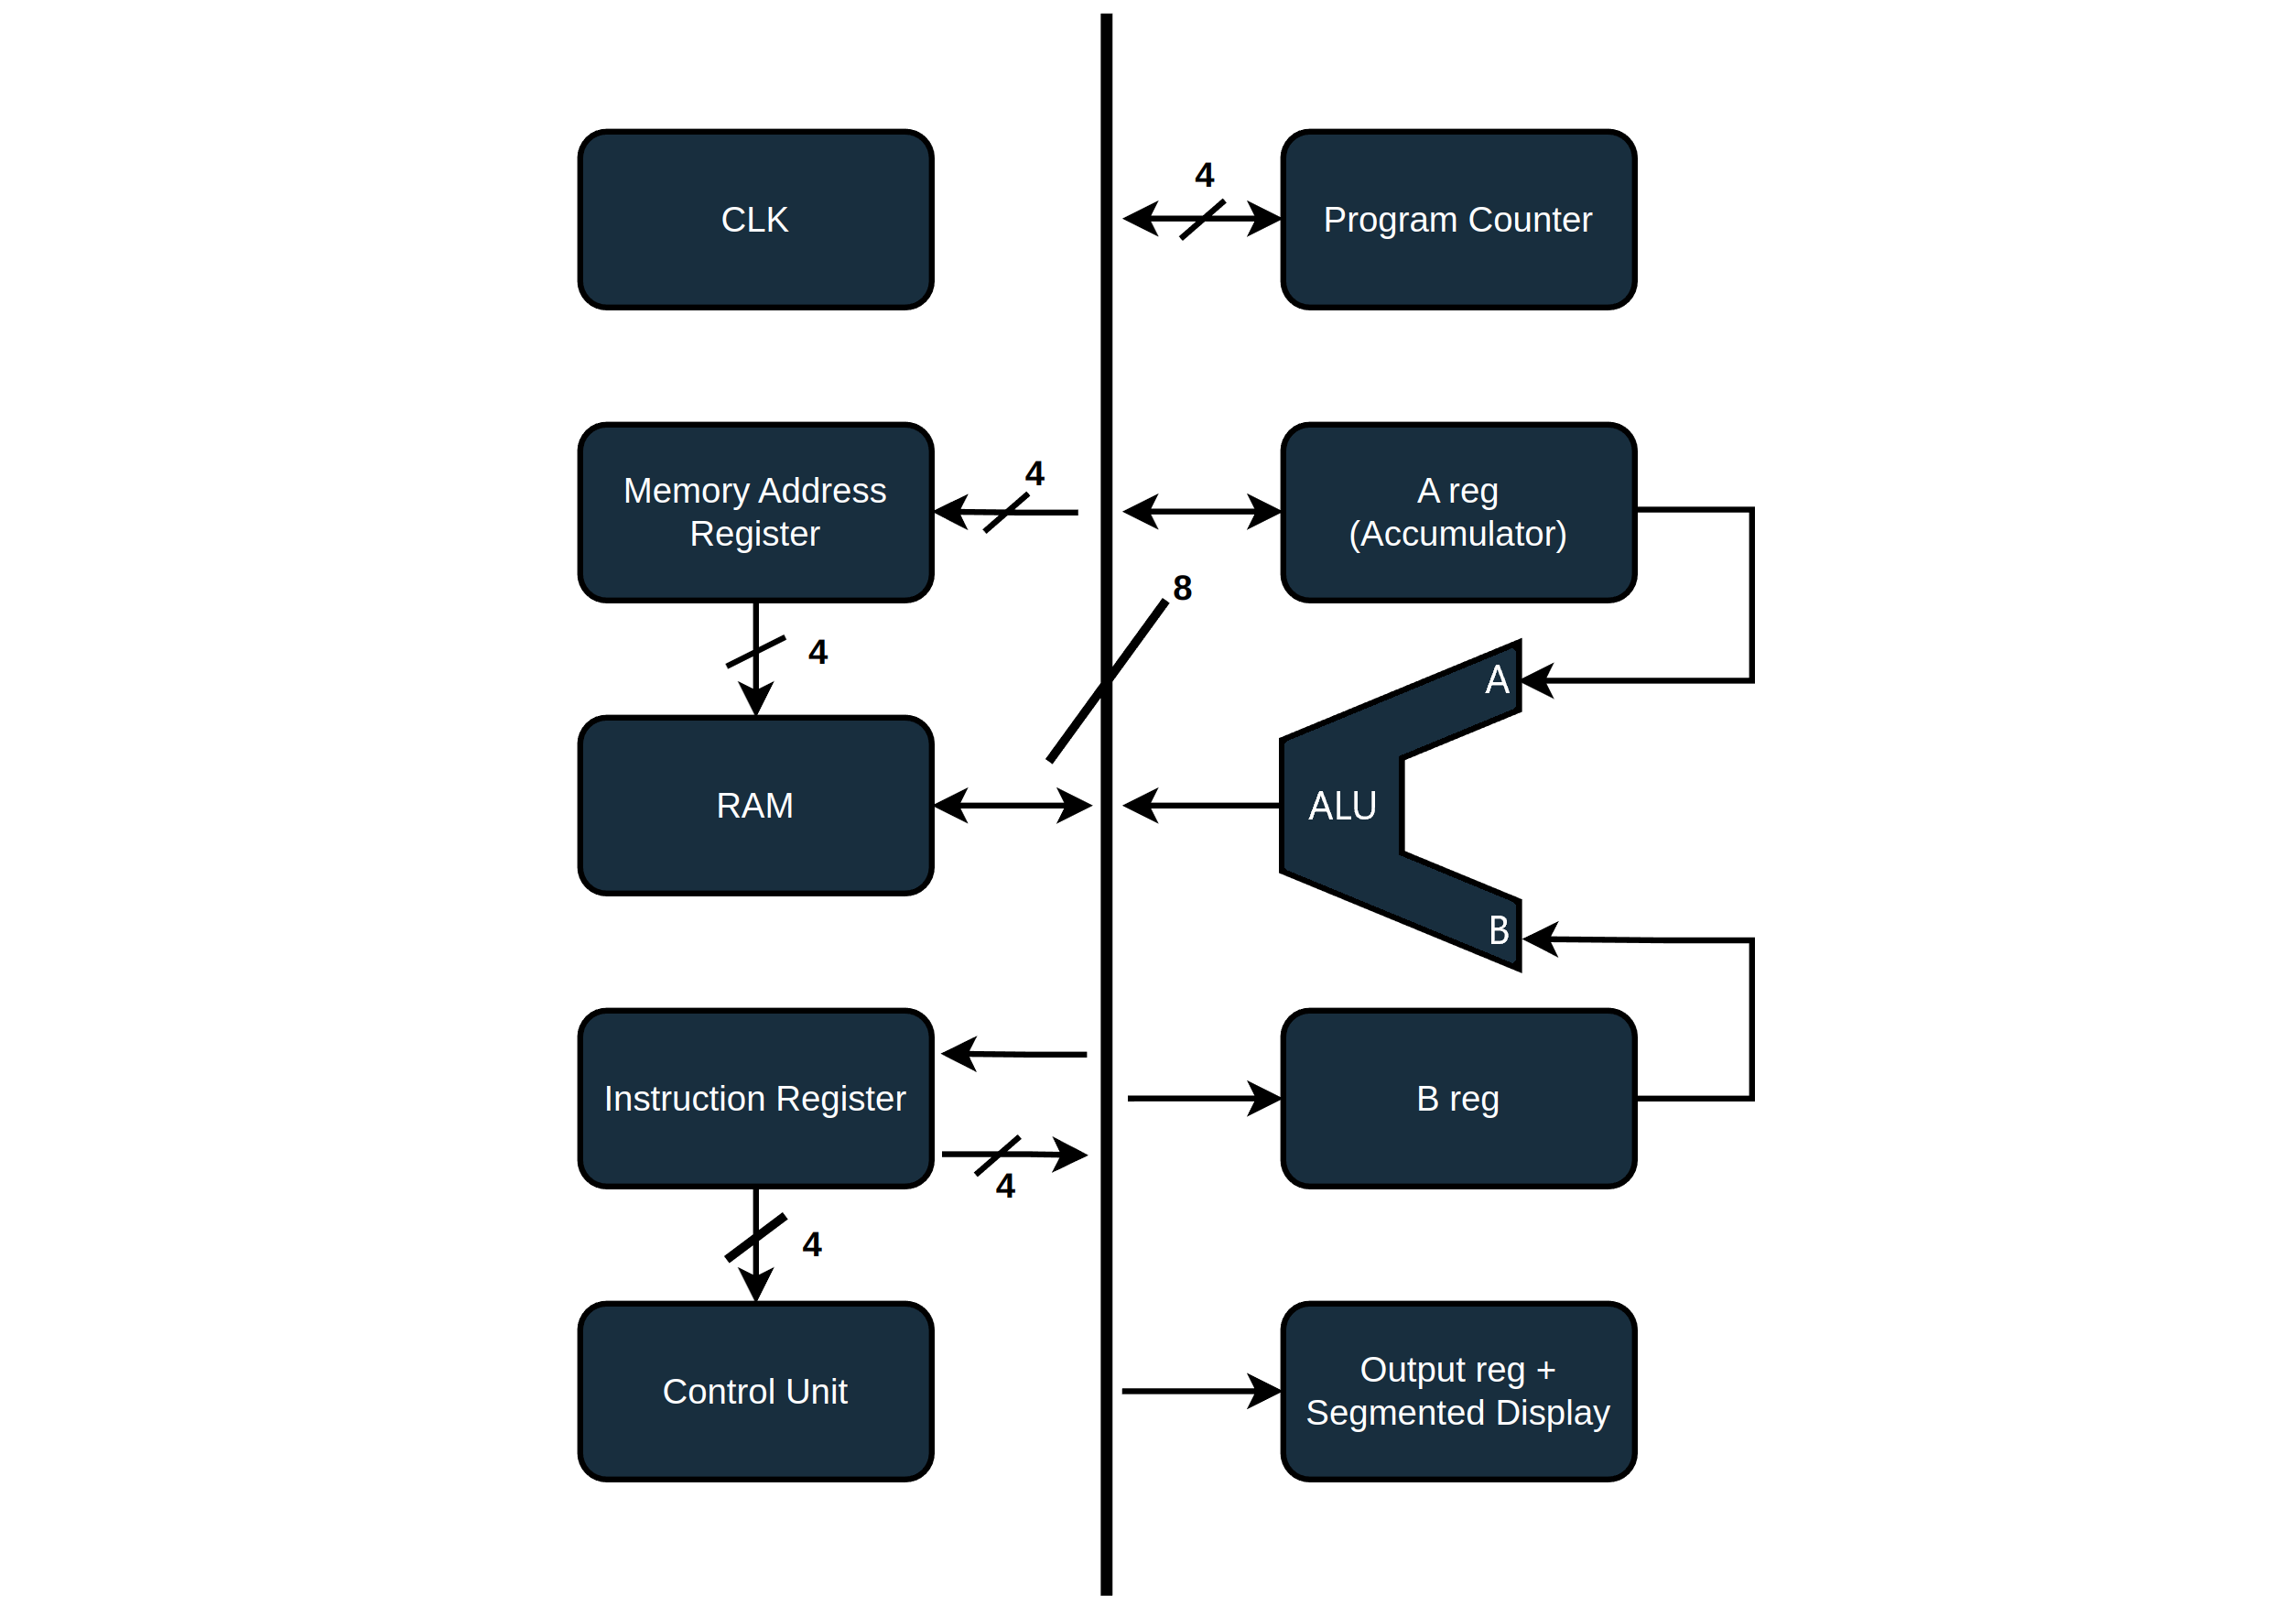 CLK
4
Program Counter
Memory Address
Register
4
A reg
(Accumulator)
8
4
A
RAM
ALU
B
Instruction Register
4
B reg
4
Control Unit
Output reg +
Segmented Display